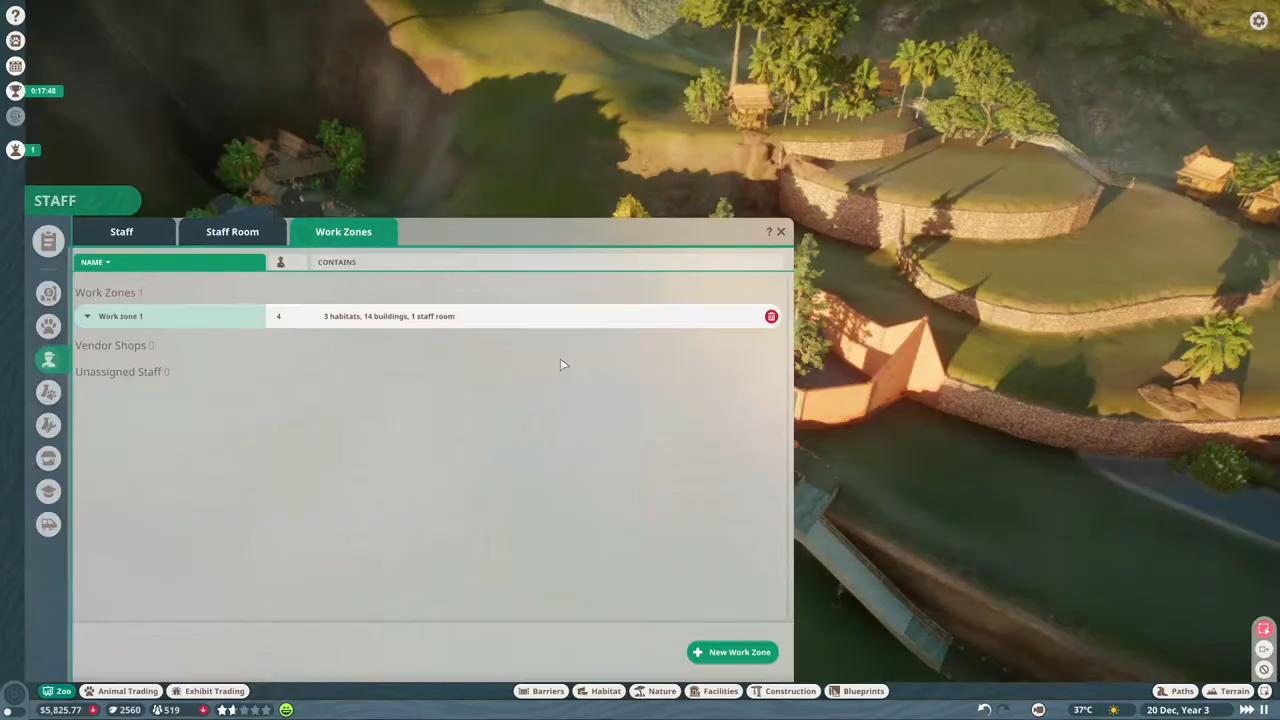 ?
0:17:48
1
STAFF
Staff
Staff Room
Work Zones
?
NAME
CONTAINS
Work Zones 1
Work zone 1
4
3 habitats, 14 buildings, 1 staff room
Vendor Shops 0
Unassigned Staff 0
New Work Zone
Zoo
Animal Trading
Exhibit Trading
Barriers
Habitat
Nature
Facilities
Construction
Blueprints
Paths
Terrain
$5,825.77
2560
519
37°C
20 Dec, Year 3